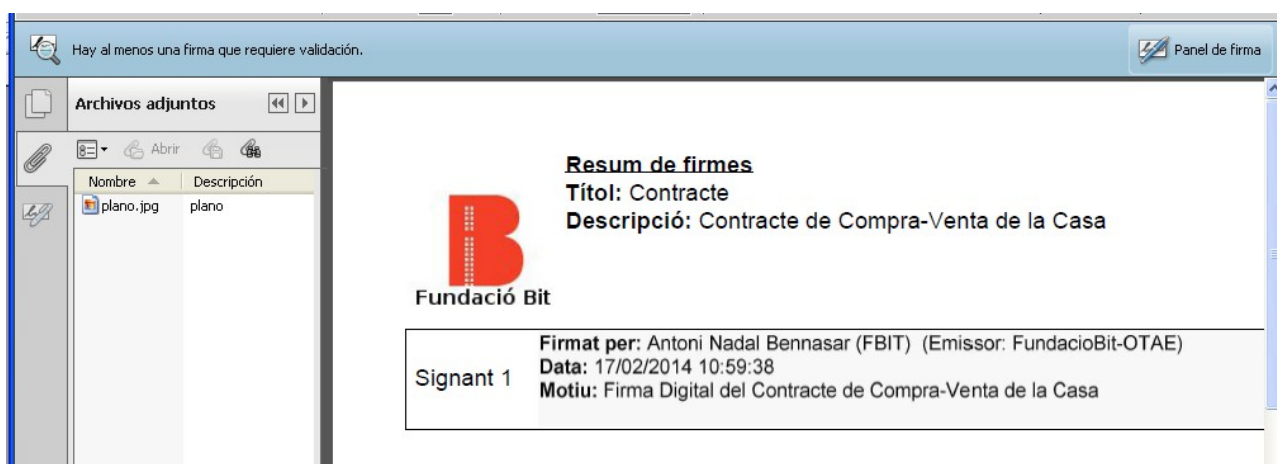 Hay al menos una firma que requiere validación.
Panel de firma
Archivos adjuntos
Abrir
Nombre Descripción
plano.jpg plano
Resum de firmes
Títol: Contracte
Descripció: Contracte de Compra-Venta de la Casa
Fundació Bit
Signant 1
Firmat per: Antoni Nadal Bennasar (FBIT) (Emissor: FundacioBit-OTAE)
Data: 17/02/2014 10:59:38
Motiu: Firma Digital del Contracte de Compra-Venta de la Casa